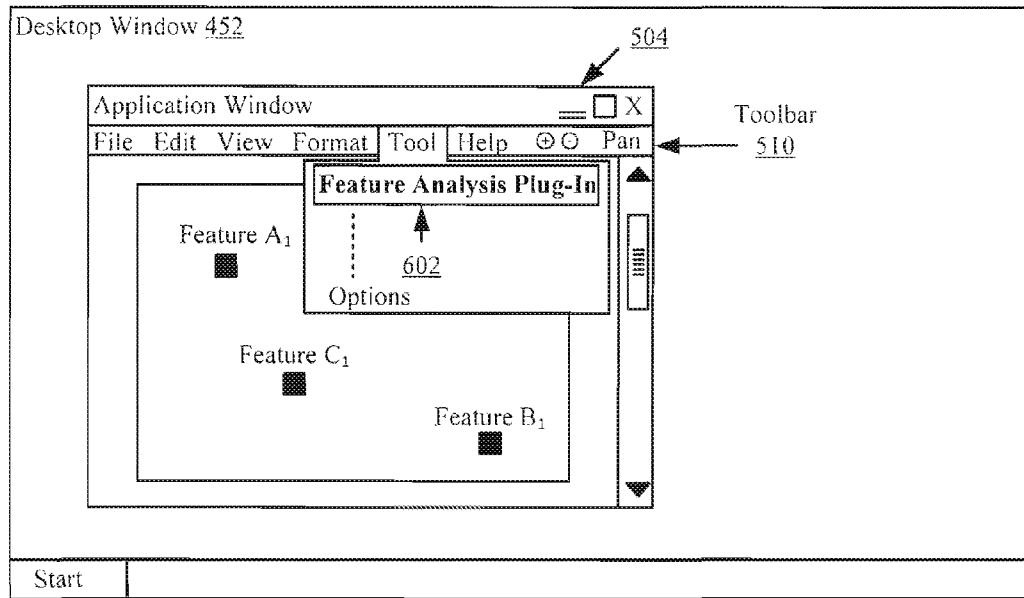 Desktop Window 452
504
Application Window X
Toolbar
510
File Edit View Format Tool Help ⊕ ⊖ Pan
Feature Analysis Plug-In
602
Options
Feature A₁
Feature C₁
Feature B₁
Start